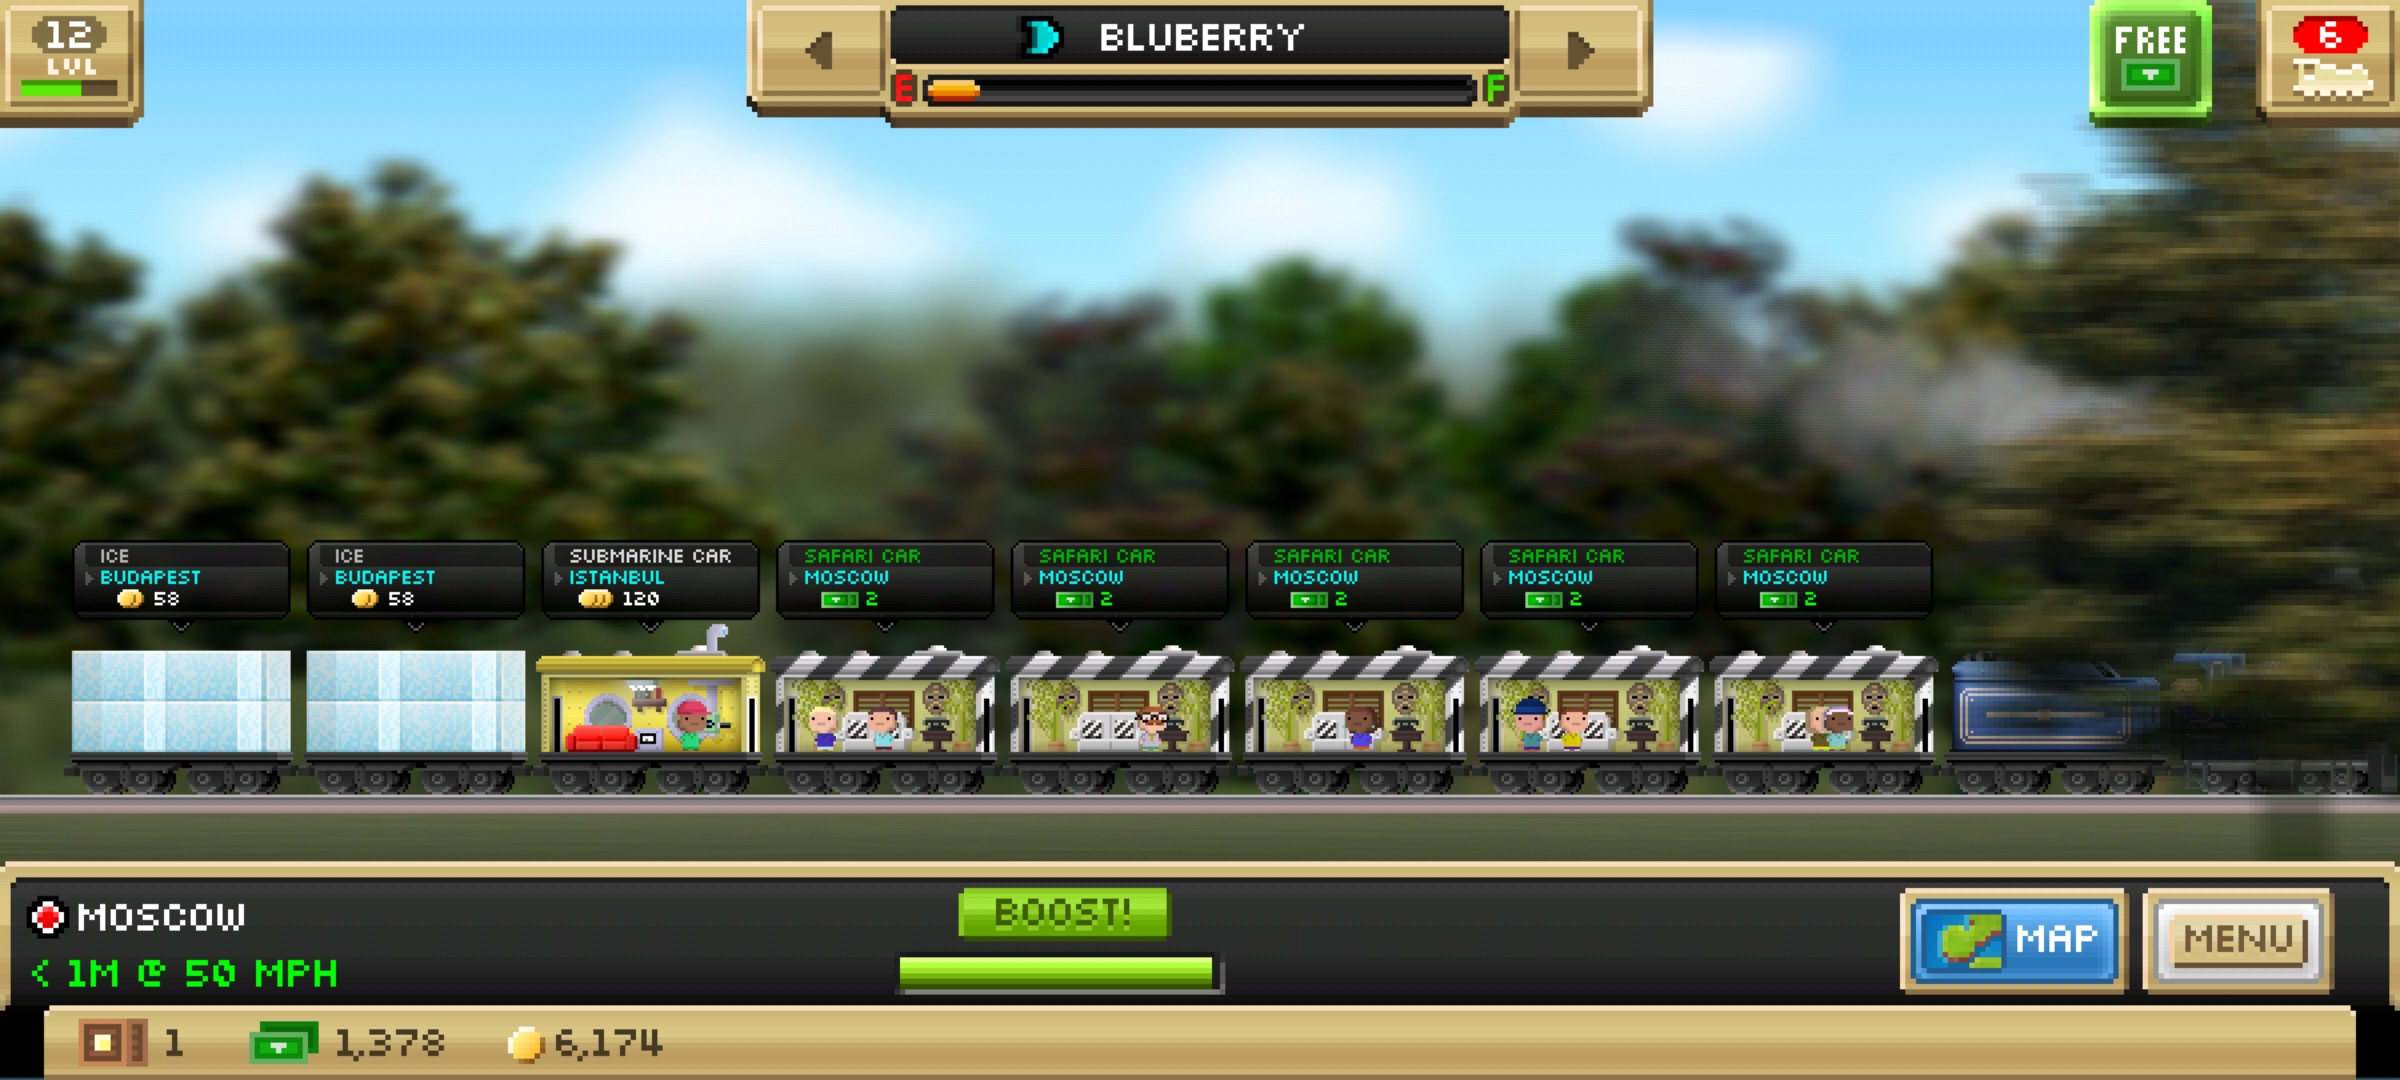 12
LVL
BLUBERRY
E F
FREE
6
ICE
BUDAPEST
58
ICE
BUDAPEST
58
SUBMARINE CAR
ISTANBUL
120
SAFARI CAR
MOSCOW
2
SAFARI CAR
MOSCOW
2
SAFARI CAR
MOSCOW
2
SAFARI CAR
MOSCOW
2
SAFARI CAR
MOSCOW
2
MOSCOW
< 1M @ 50 MPH
BOOST!
MAP
MENU
1 1,378 6,174